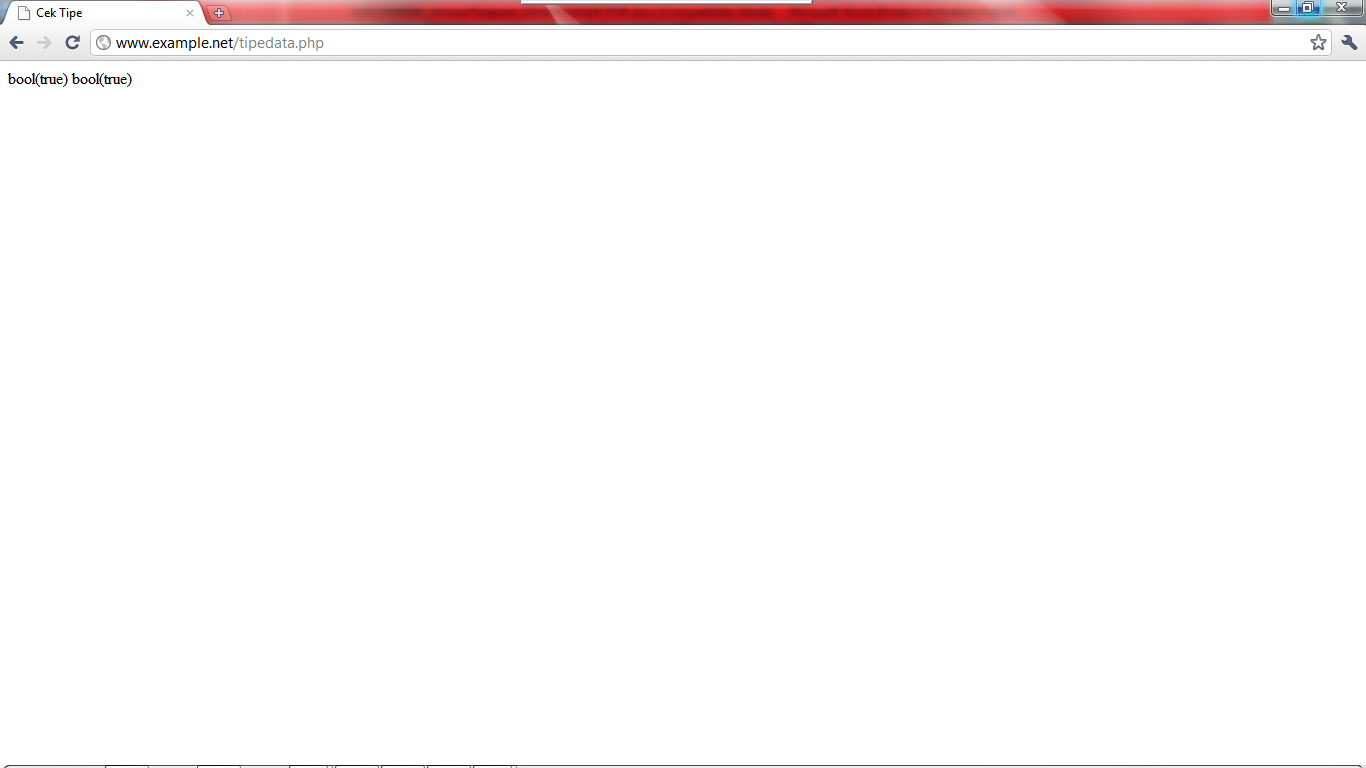 Cek Tipe
www.example.net/tipedata.php
bool(true) bool(true)